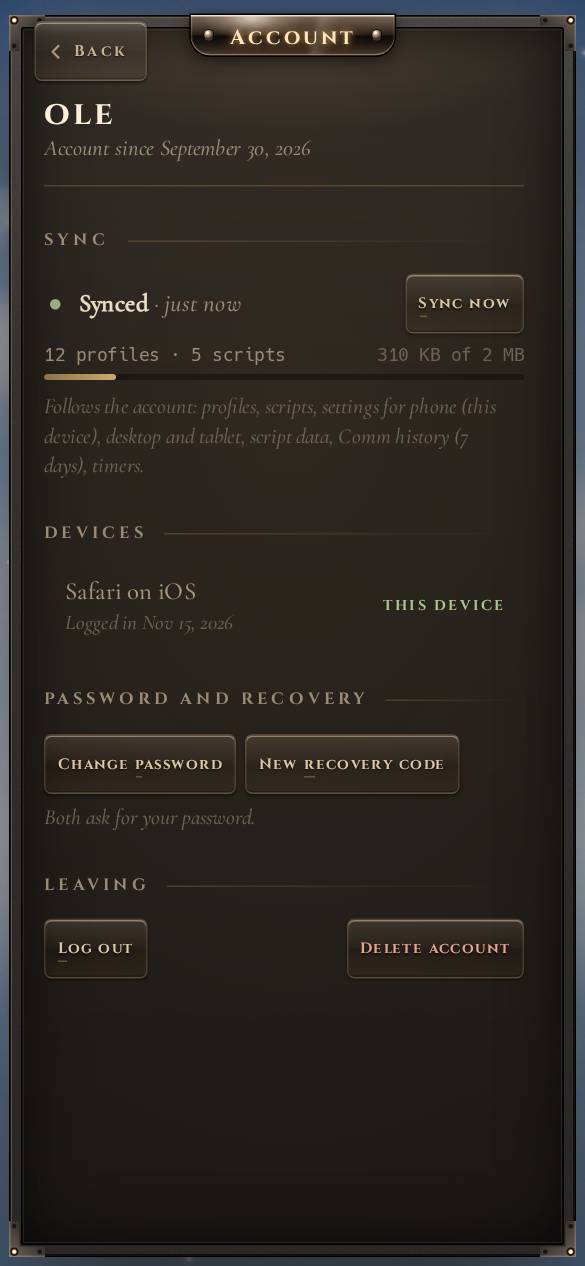 Back
Account
OLE
Account since September 30, 2026
SYNC
Synced · just now
Sync now
12 profiles · 5 scripts
310 KB of 2 MB
Follows the account: profiles, scripts, settings for phone (this
device), desktop and tablet, script data, Comm history (7
days), timers.
DEVICES
Safari on iOS
THIS DEVICE
Logged in Nov 15, 2026
PASSWORD AND RECOVERY
Change password
New recovery code
Both ask for your password.
LEAVING
Log out
Delete account